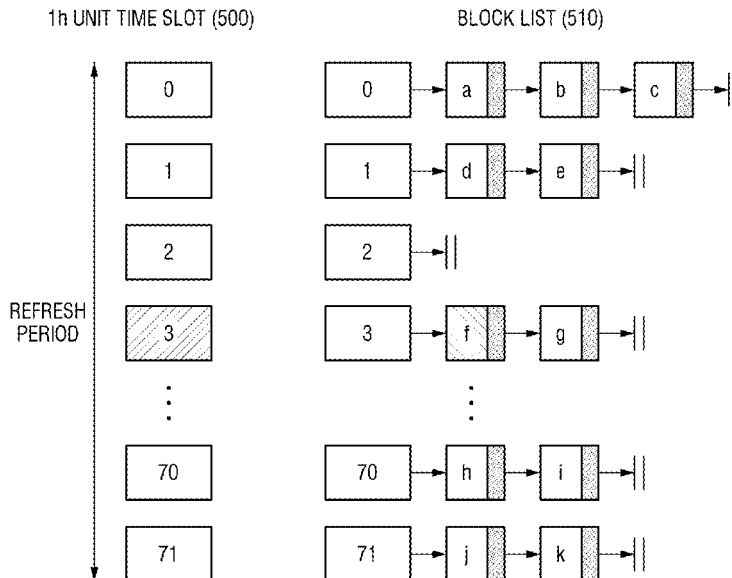 1h UNIT TIME SLOT (500) BLOCK LIST (510)
0 0 a b c
1 1 d e
2 2
REFRESH
PERIOD
3 3 f g
70 70 h i
71 71 j k